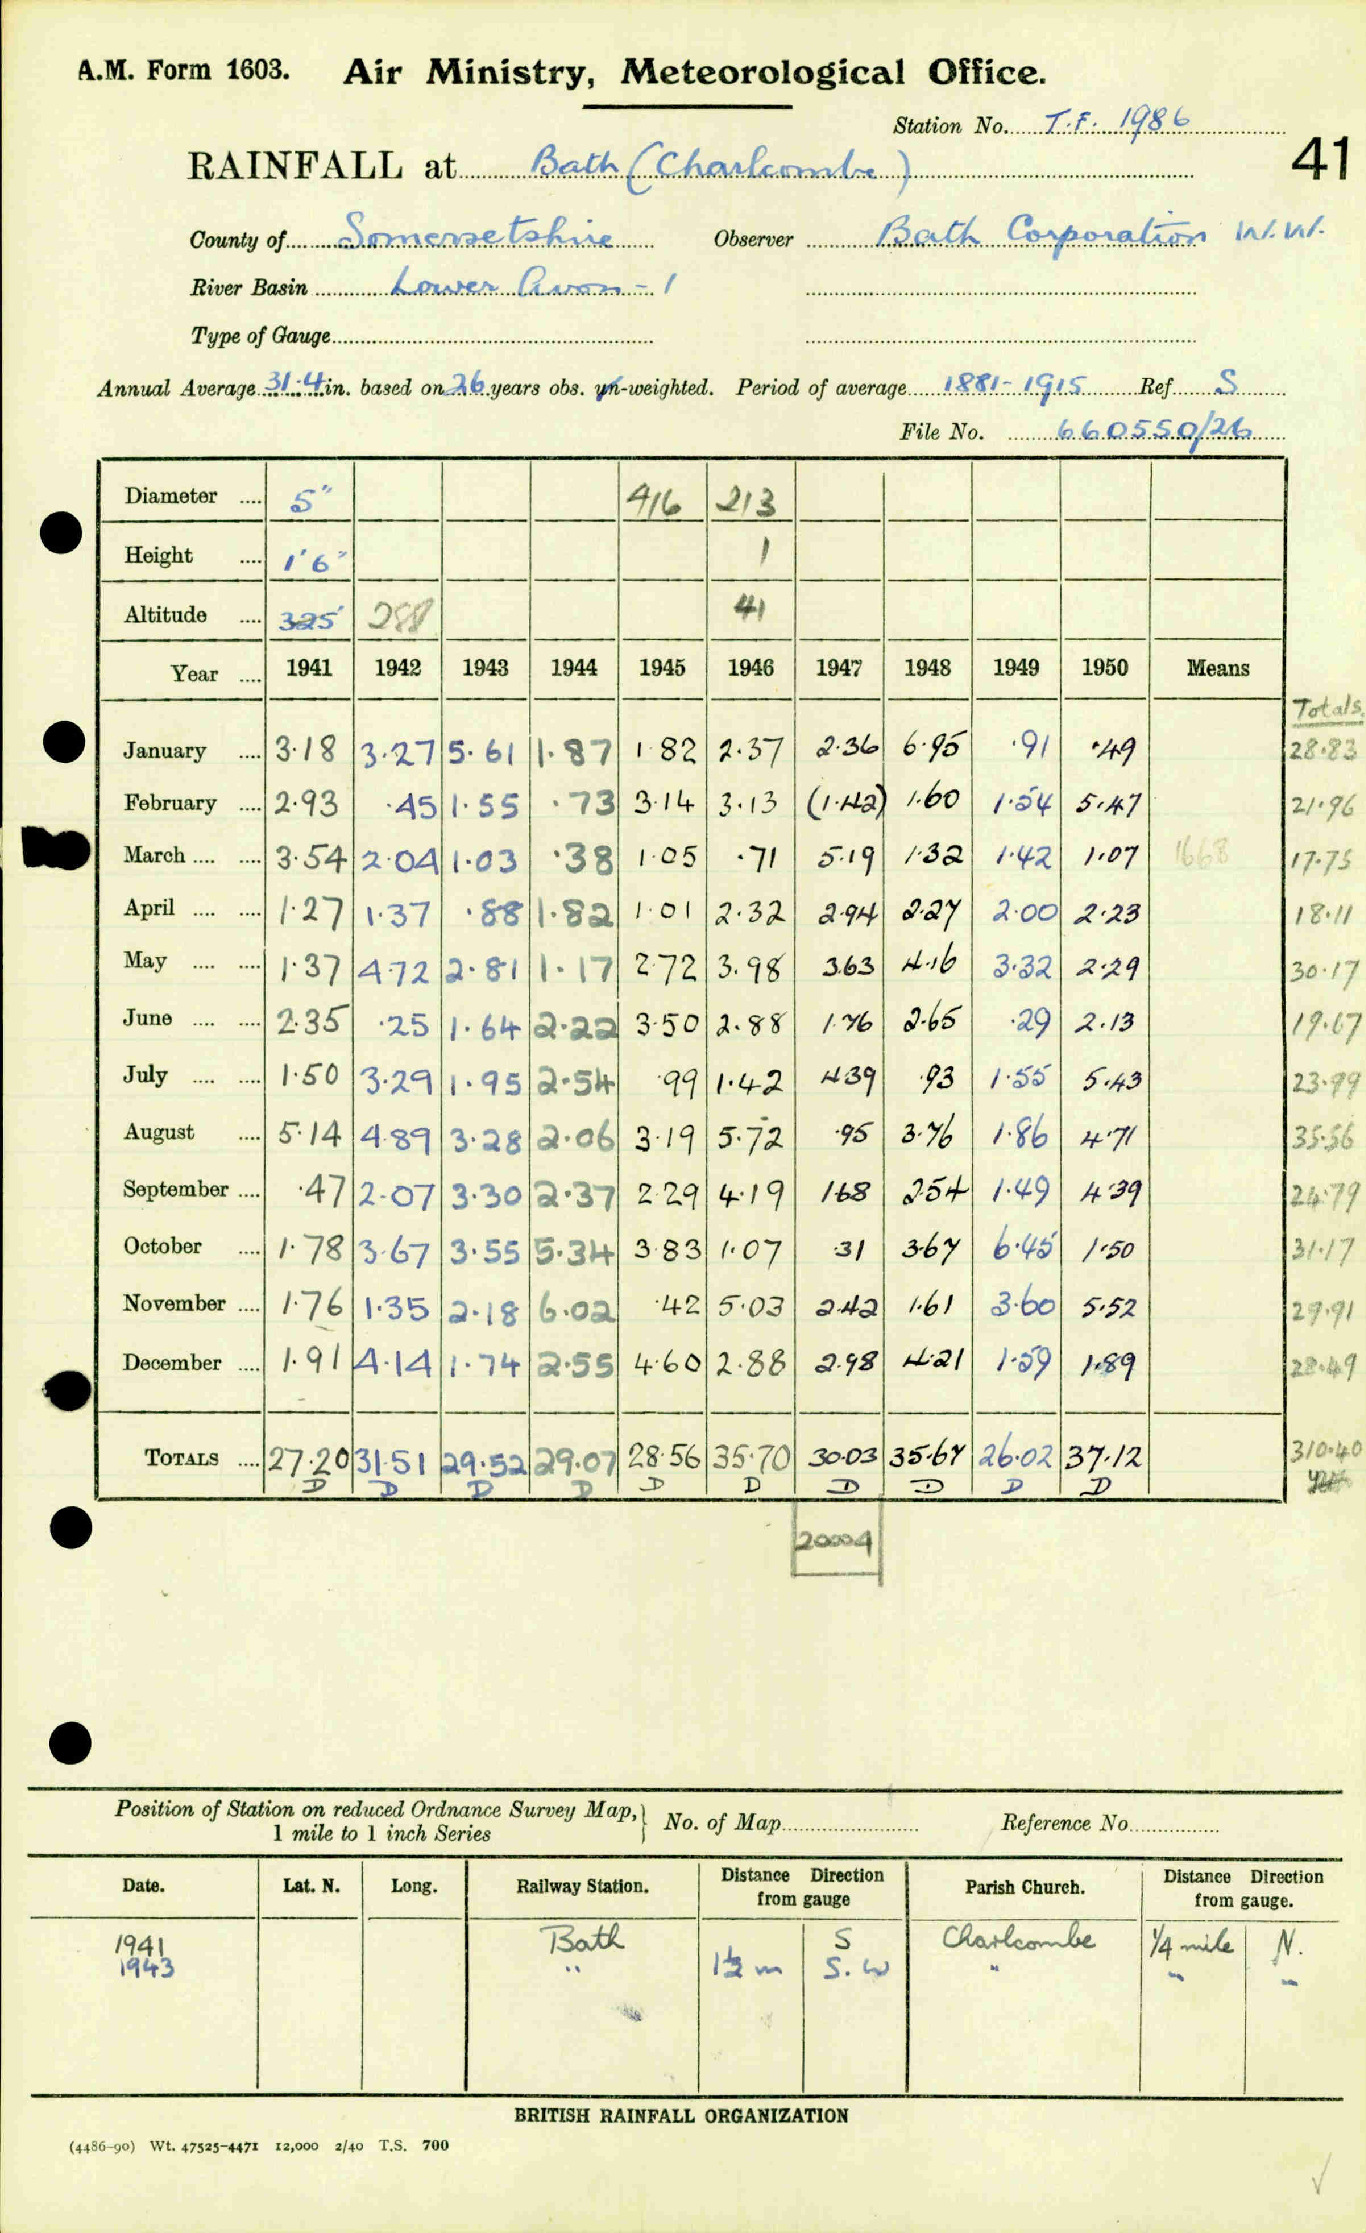 A.M. Form 1603. Air Ministry, Meteorological Office.
Station No. T.F. 1986
41
RAINFALL at Bath (Charlcombe)
County of Somersetshire Observer Bath Corporation W.W.
River Basin Lower Avon - 1
Type of Gauge
Annual Average 31.4 in. based on 26 years obs. un-weighted. Period of average 1881-1915 Ref S
File No. 660550/26
Diameter 5" 416 213
Height 1'6" 1
Altitude 325' 288 41
Year 1941 1942 1943 1944 1945 1946 1947 1948 1949 1950 Means
Totals.
January 3.18 3.27 5.61 1.87 1.82 2.37 2.36 6.95 .91 .49 28.83
February 2.93 .45 1.55 .73 3.14 3.13 (1.42) 1.60 1.54 5.47 21.96
March 3.54 2.04 1.03 .38 1.05 .71 5.19 1.32 1.42 1.07 1668 17.75
April 1.27 1.37 .88 1.82 1.01 2.32 2.94 2.27 2.00 2.23 18.11
May 1.37 4.72 2.81 1.17 2.72 3.98 3.63 4.16 3.32 2.29 30.17
June 2.35 .25 1.64 2.22 3.50 2.88 1.76 2.65 .29 2.13 19.67
July 1.50 3.29 1.95 2.54 .99 1.42 4.39 .93 1.55 5.43 23.99
August 5.14 4.89 3.28 2.06 3.19 5.72 .95 3.76 1.86 4.71 35.56
September .47 2.07 3.30 2.37 2.29 4.19 1.68 2.54 1.49 4.39 24.79
October 1.78 3.67 3.55 5.34 3.83 1.07 .31 3.67 6.45 1.50 31.17
November 1.76 1.35 2.18 6.02 .42 5.03 2.42 1.61 3.60 5.52 29.91
December 1.91 4.14 1.74 2.55 4.60 2.88 2.98 4.21 1.59 1.89 28.49
TOTALS 27.20 31.51 29.52 29.07 28.56 35.70 30.03 35.67 26.02 37.12 310.40
D D D D D D D D D D
20004
Position of Station on reduced Ordnance Survey Map, No. of Map Reference No.
1 mile to 1 inch Series
Date. Lat. N. Long. Railway Station. Distance Direction from gauge Parish Church. Distance Direction from gauge.
1941 Bath S Charlcombe 1/4 mile N.
1943 " 1½ m S.W " " "
BRITISH RAINFALL ORGANIZATION
(4486-90) Wt. 47525-4471 12,000 2/40 T.S. 700